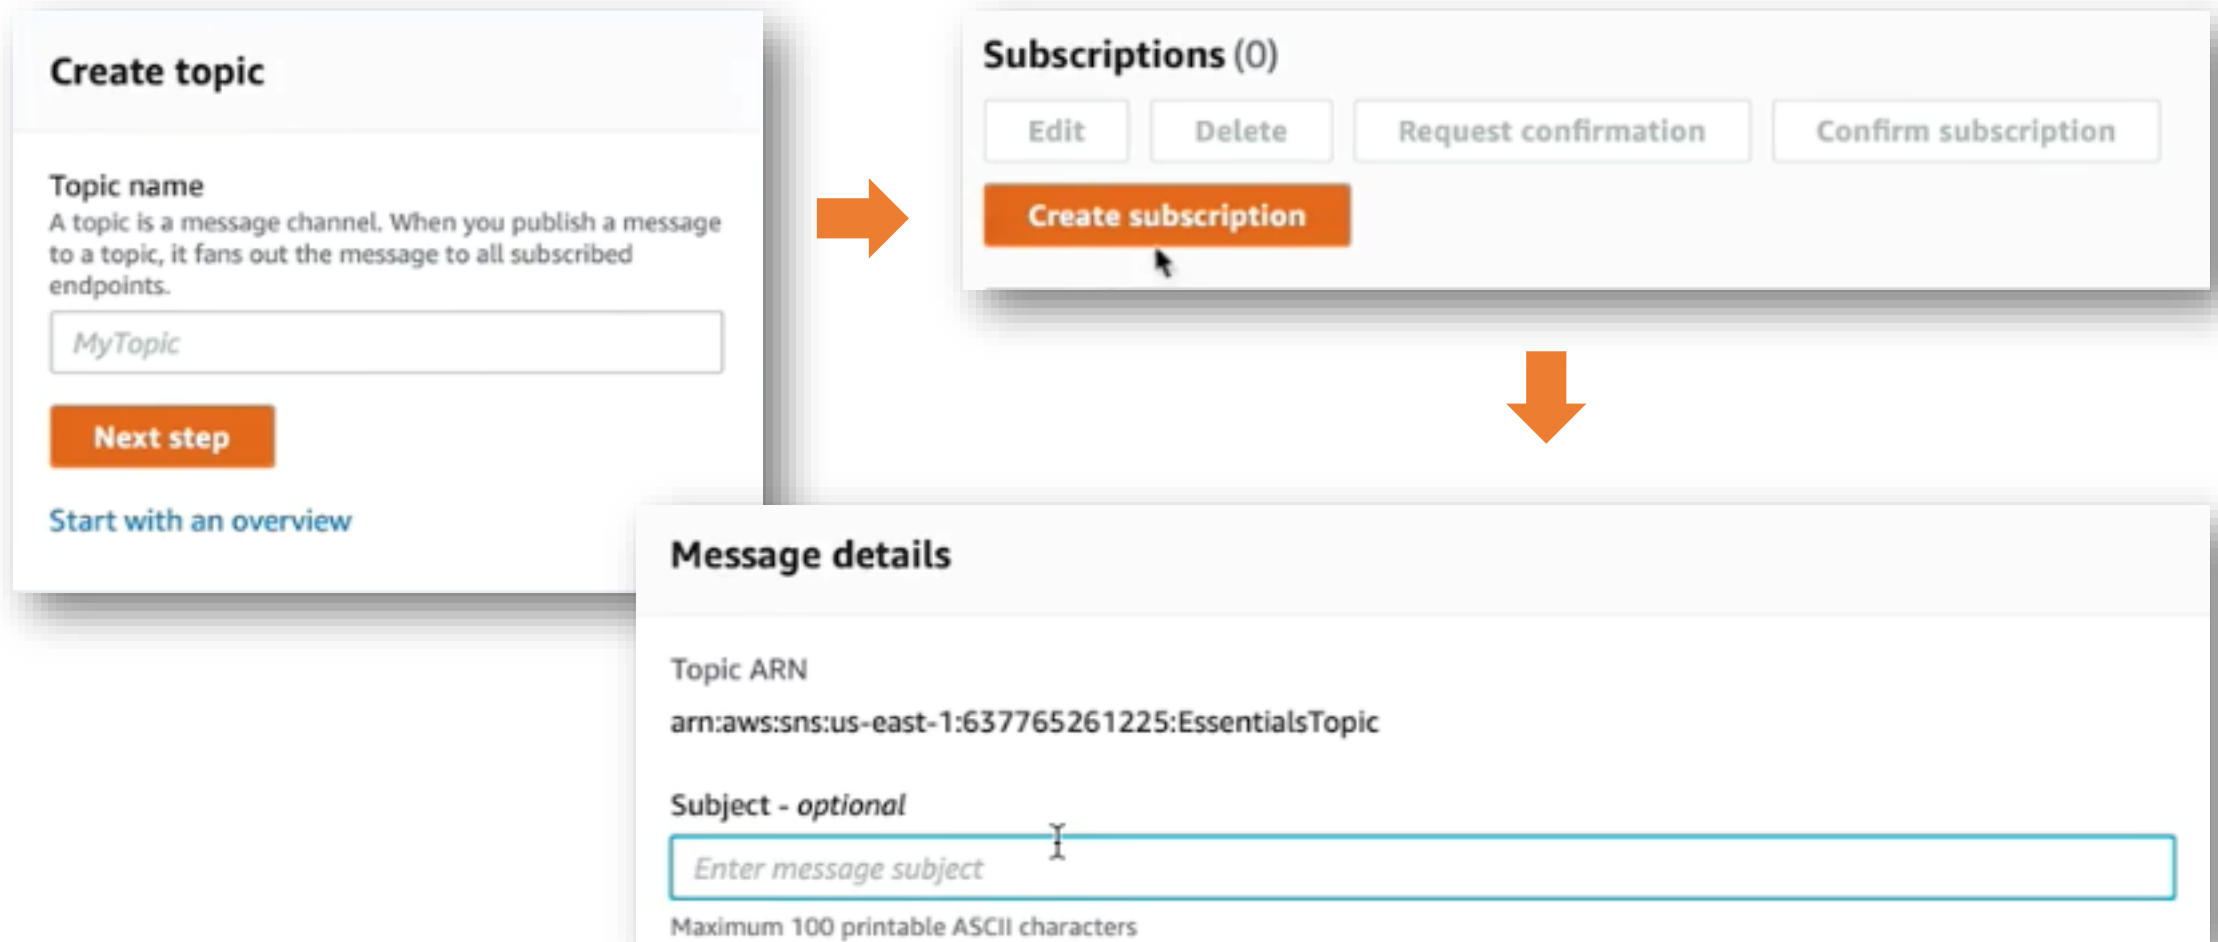 Create topic
Topic name
A topic is a message channel. When you publish a message
to a topic, it fans out the message to all subscribed
endpoints.
MyTopic
Next step
Start with an overview
Subscriptions (0)
Edit
Delete
Request confirmation
Confirm subscription
Create subscription
Message details
Topic ARN
arn:aws:sns:us-east-1:637765261225:EssentialsTopic
Subject - optional
Enter message subject
Maximum 100 printable ASCII characters